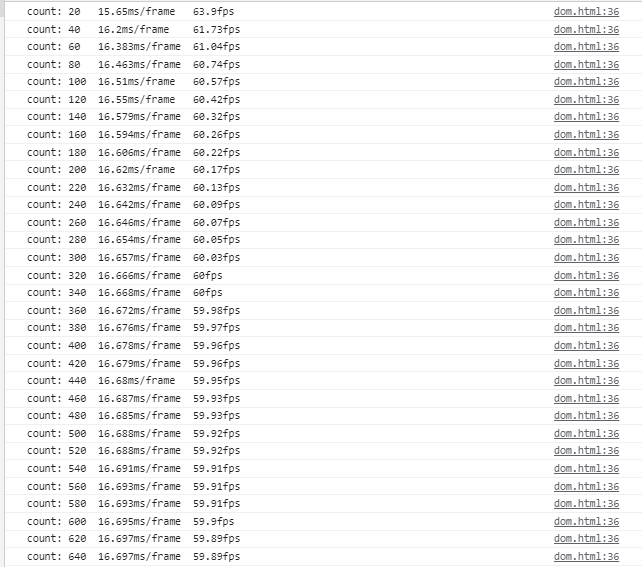 count: 20 15.65ms/frame 63.9fps dom.html:36
count: 40 16.2ms/frame 61.73fps dom.html:36
count: 60 16.383ms/frame 61.04fps dom.html:36
count: 80 16.463ms/frame 60.74fps dom.html:36
count: 100 16.51ms/frame 60.57fps dom.html:36
count: 120 16.55ms/frame 60.42fps dom.html:36
count: 140 16.579ms/frame 60.32fps dom.html:36
count: 160 16.594ms/frame 60.26fps dom.html:36
count: 180 16.606ms/frame 60.22fps dom.html:36
count: 200 16.62ms/frame 60.17fps dom.html:36
count: 220 16.632ms/frame 60.13fps dom.html:36
count: 240 16.642ms/frame 60.09fps dom.html:36
count: 260 16.646ms/frame 60.07fps dom.html:36
count: 280 16.654ms/frame 60.05fps dom.html:36
count: 300 16.657ms/frame 60.03fps dom.html:36
count: 320 16.666ms/frame 60fps dom.html:36
count: 340 16.668ms/frame 60fps dom.html:36
count: 360 16.672ms/frame 59.98fps dom.html:36
count: 380 16.676ms/frame 59.97fps dom.html:36
count: 400 16.678ms/frame 59.96fps dom.html:36
count: 420 16.679ms/frame 59.96fps dom.html:36
count: 440 16.68ms/frame 59.95fps dom.html:36
count: 460 16.687ms/frame 59.93fps dom.html:36
count: 480 16.685ms/frame 59.93fps dom.html:36
count: 500 16.688ms/frame 59.92fps dom.html:36
count: 520 16.688ms/frame 59.92fps dom.html:36
count: 540 16.691ms/frame 59.91fps dom.html:36
count: 560 16.693ms/frame 59.91fps dom.html:36
count: 580 16.693ms/frame 59.91fps dom.html:36
count: 600 16.695ms/frame 59.9fps dom.html:36
count: 620 16.697ms/frame 59.89fps dom.html:36
count: 640 16.697ms/frame 59.89fps dom.html:36